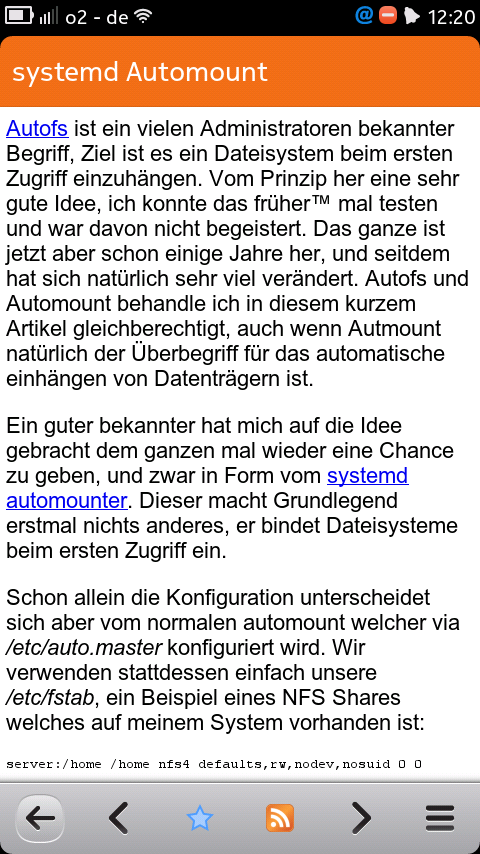 o2 - de
12:20
systemd Automount
Autofs ist ein vielen Administratoren bekannter
Begriff, Ziel ist es ein Dateisystem beim ersten
Zugriff einzuhängen. Vom Prinzip her eine sehr
gute Idee, ich konnte das früher™ mal testen
und war davon nicht begeistert. Das ganze ist
jetzt aber schon einige Jahre her, und seitdem
hat sich natürlich sehr viel verändert. Autofs und
Automount behandle ich in diesem kurzem
Artikel gleichberechtigt, auch wenn Autmount
natürlich der Überbegriff für das automatische
einhängen von Datenträgern ist.
Ein guter bekannter hat mich auf die Idee
gebracht dem ganzen mal wieder eine Chance
zu geben, und zwar in Form vom systemd
automounter. Dieser macht Grundlegend
erstmal nichts anderes, er bindet Dateisysteme
beim ersten Zugriff ein.
Schon allein die Konfiguration unterscheidet
sich aber vom normalen automount welcher via
/etc/auto.master konfiguriert wird. Wir
verwenden stattdessen einfach unsere
/etc/fstab, ein Beispiel eines NFS Shares
welches auf meinem System vorhanden ist:
server:/home /home nfs4 defaults,rw,nodev,nosuid 0 0